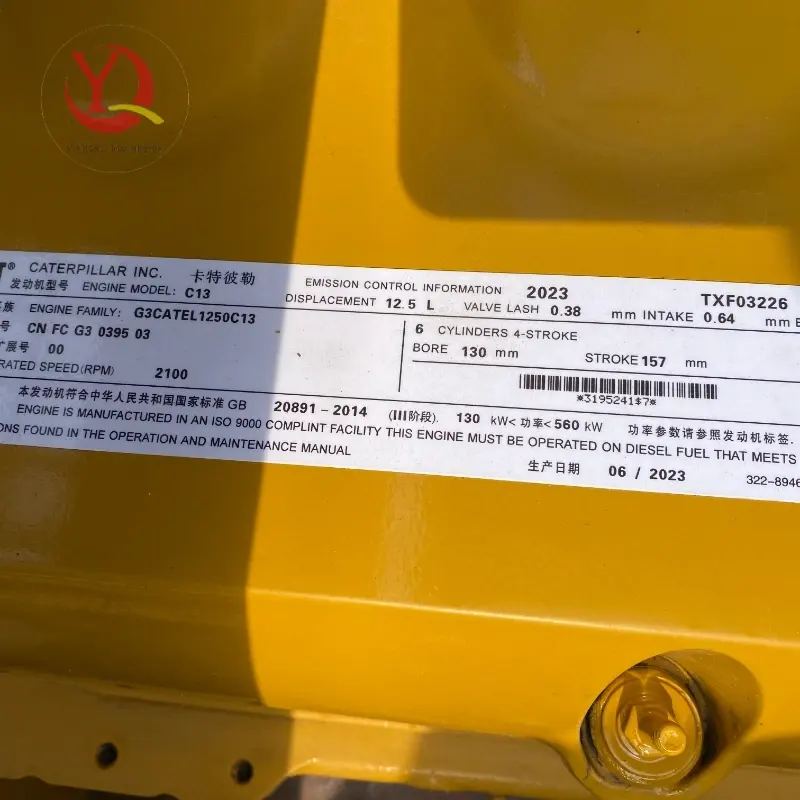 YQ
T® CATERPILLAR INC. 卡特彼勒
发动机型号 ENGINE MODEL: C13
EMISSION CONTROL INFORMATION 2023 TXF03226
DISPLACEMENT 12.5 L VALVE LASH 0.38 mm INTAKE 0.64 mm E
族 ENGINE FAMILY: G3CATEL1250C13
号 CN FC G3 0395 03
扩展号 00
RATED SPEED(RPM) 2100
6 CYLINDERS 4-STROKE
BORE 130 mm STROKE 157 mm
*3195241$7*
本发动机符合中华人民共和国国家标准 GB 20891-2014 (III阶段). 130 kW< 功率< 560 kW 功率参数请参照发动机标签.
ENGINE IS MANUFACTURED IN AN ISO 9000 COMPLINT FACILITY THIS ENGINE MUST BE OPERATED ON DIESEL FUEL THAT MEETS
ONS FOUND IN THE OPERATION AND MAINTENANCE MANUAL
生产日期 06 / 2023 322-8946